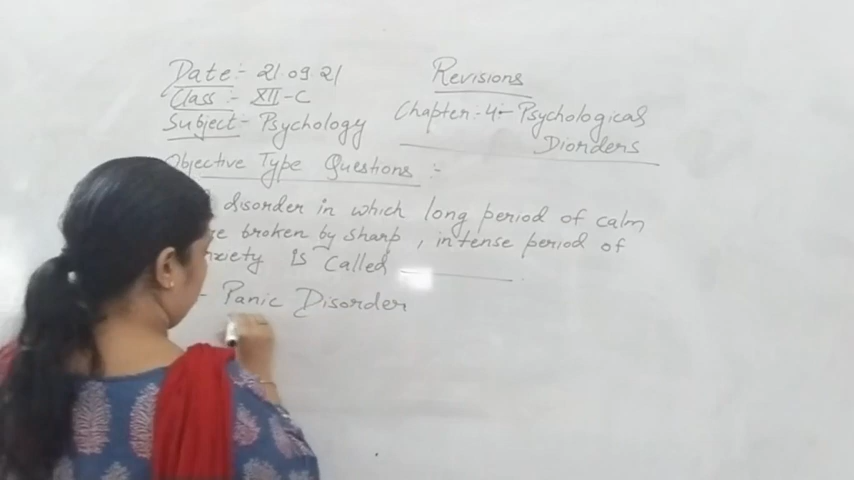 Date:- 21.09.21
Class:- XII-C
Subject- Psychology
Revisions
Chapter:-4- Psychological
Diorders
Objective Type Questions :-
disorder in which long period of calm
broken by sharp, intense period of
is called ________
- Panic Disorder